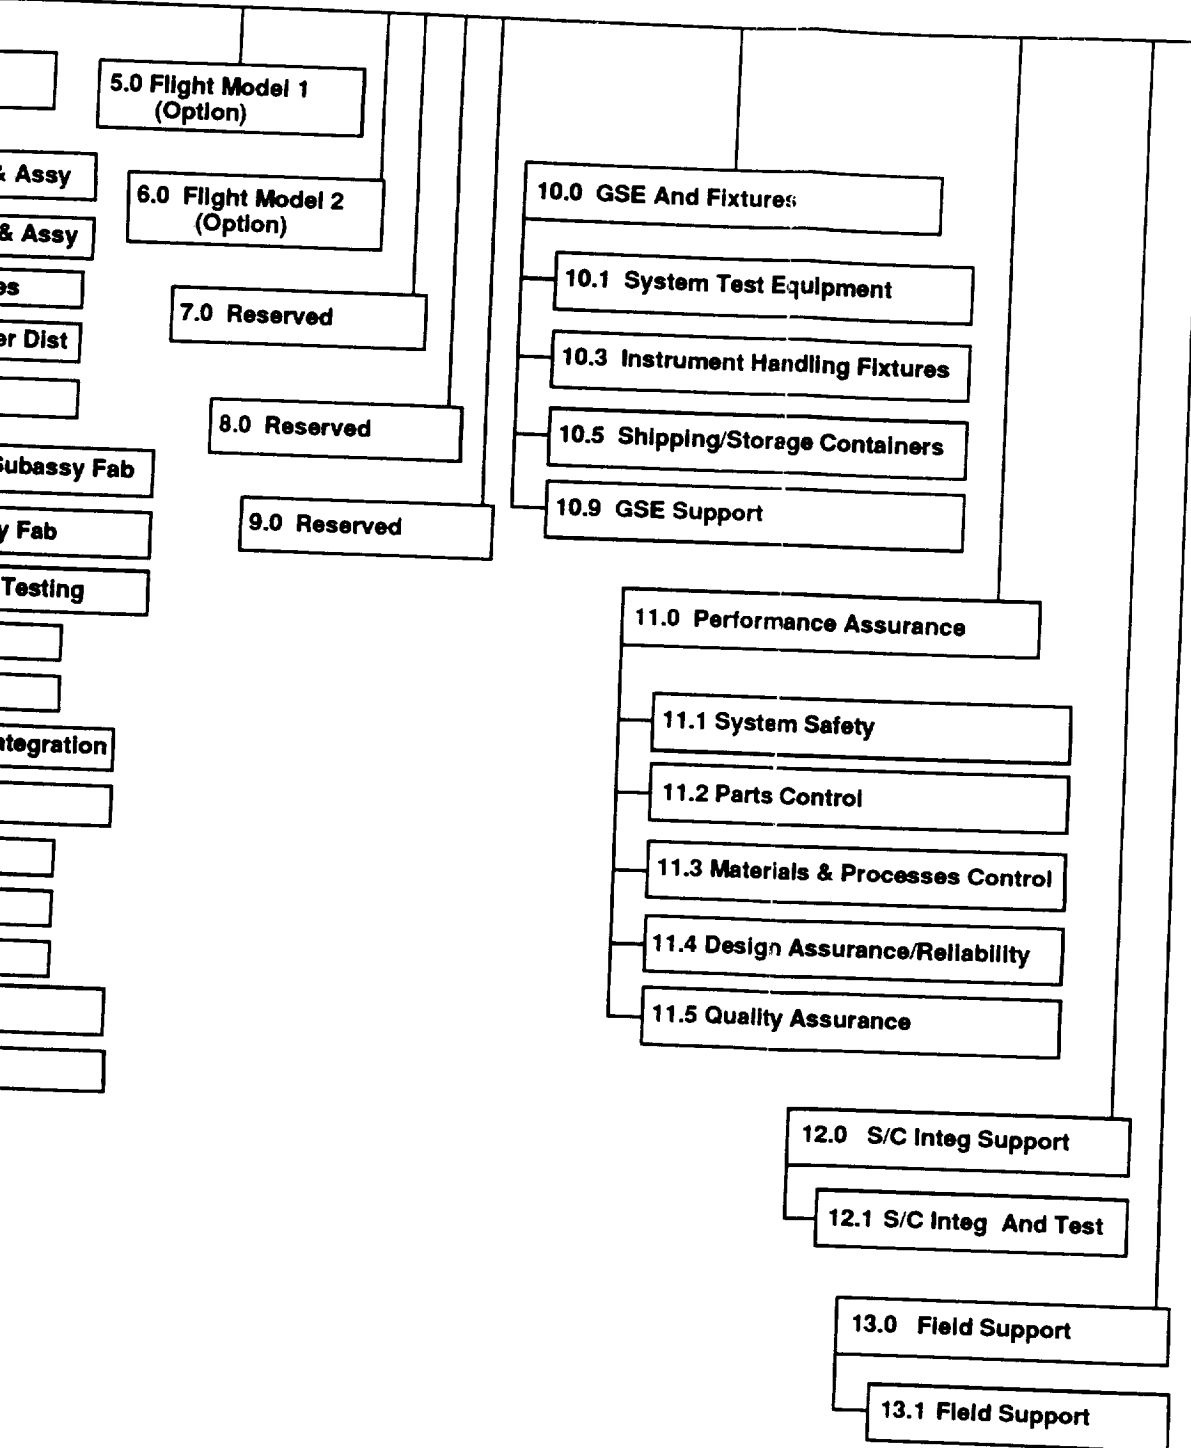 & Assy
& Assy
er Dist
Subassy Fab
y Fab
Testing
ntegration
5.0 Flight Model 1
(Option)
6.0 Flight Model 2
(Option)
7.0 Reserved
8.0 Reserved
9.0 Reserved
10.0 GSE And Fixtures
10.1 System Test Equipment
10.3 Instrument Handling Fixtures
10.5 Shipping/Storage Containers
10.9 GSE Support
11.0 Performance Assurance
11.1 System Safety
11.2 Parts Control
11.3 Materials & Processes Control
11.4 Design Assurance/Reliability
11.5 Quality Assurance
12.0 S/C Integ Support
12.1 S/C Integ And Test
13.0 Field Support
13.1 Field Support